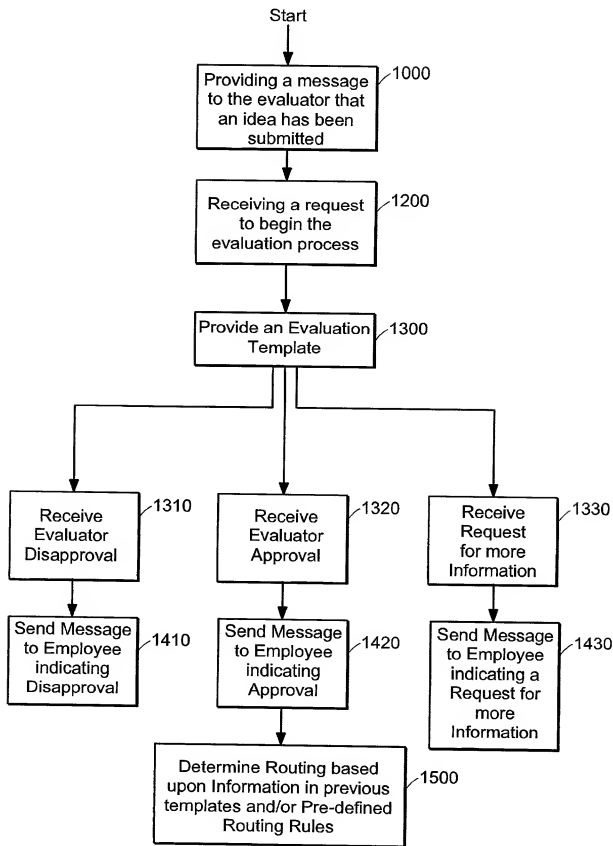 Start
Providing a message
to the evaluator that
an idea has been
submitted
1000
Receiving a request
to begin the
evaluation process
1200
Provide an Evaluation
Template
1300
Receive
Evaluator
Disapproval
1310
Receive
Evaluator
Approval
1320
Receive
Request
for more
Information
1330
Send Message
to Employee
indicating
Disapproval
1410
Send Message
to Employee
indicating
Approval
1420
Send Message
to Employee
indicating a
Request for
more
Information
1430
Determine Routing based
upon Information in previous
templates and/or Pre-defined
Routing Rules
1500